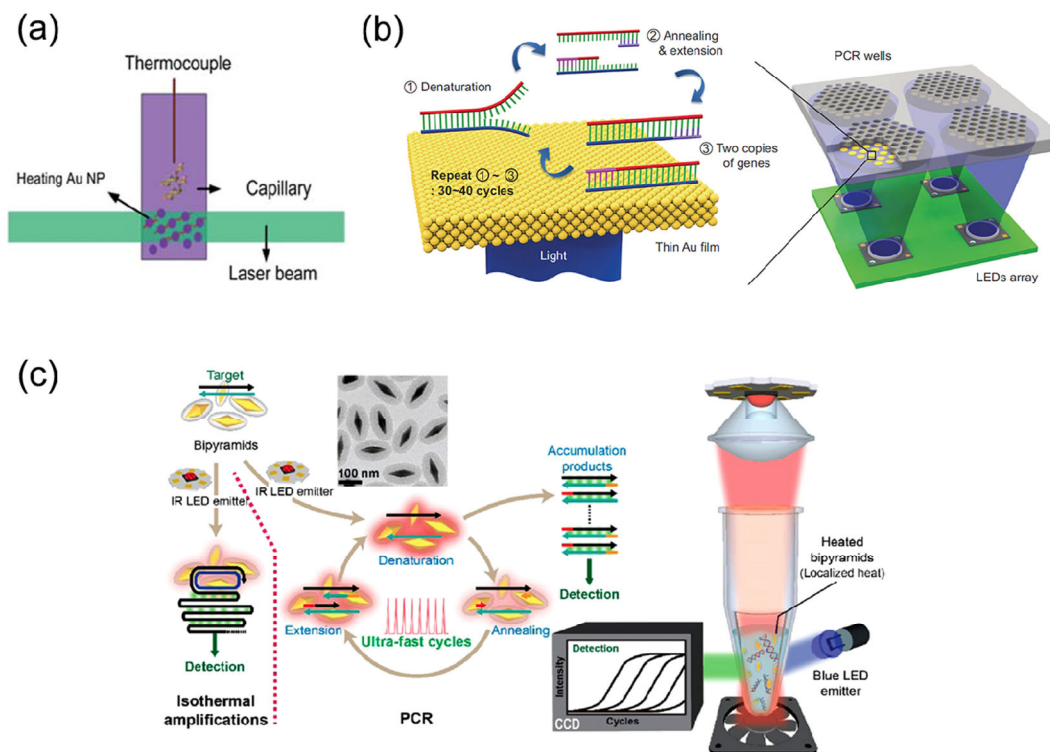 (a)
Thermocouple
Heating Au NP
Capillary
Laser beam
(b)
① Denaturation
② Annealing
& extension
③ Two copies
of genes
Repeat ① ~ ③
: 30~40 cycles
Light
Thin Au film
PCR wells
LEDs array
(c)
Target
Bipyramids
IR LED emitter
IR LED emitter
Detection
Isothermal
amplifications
100 nm
Denaturation
Extension
Annealing
Ultra-fast cycles
PCR
Accumulation
products
Detection
Detection
Intensity
Cycles
CCD
Heated
bipyramids
(Localized heat)
Blue LED
emitter